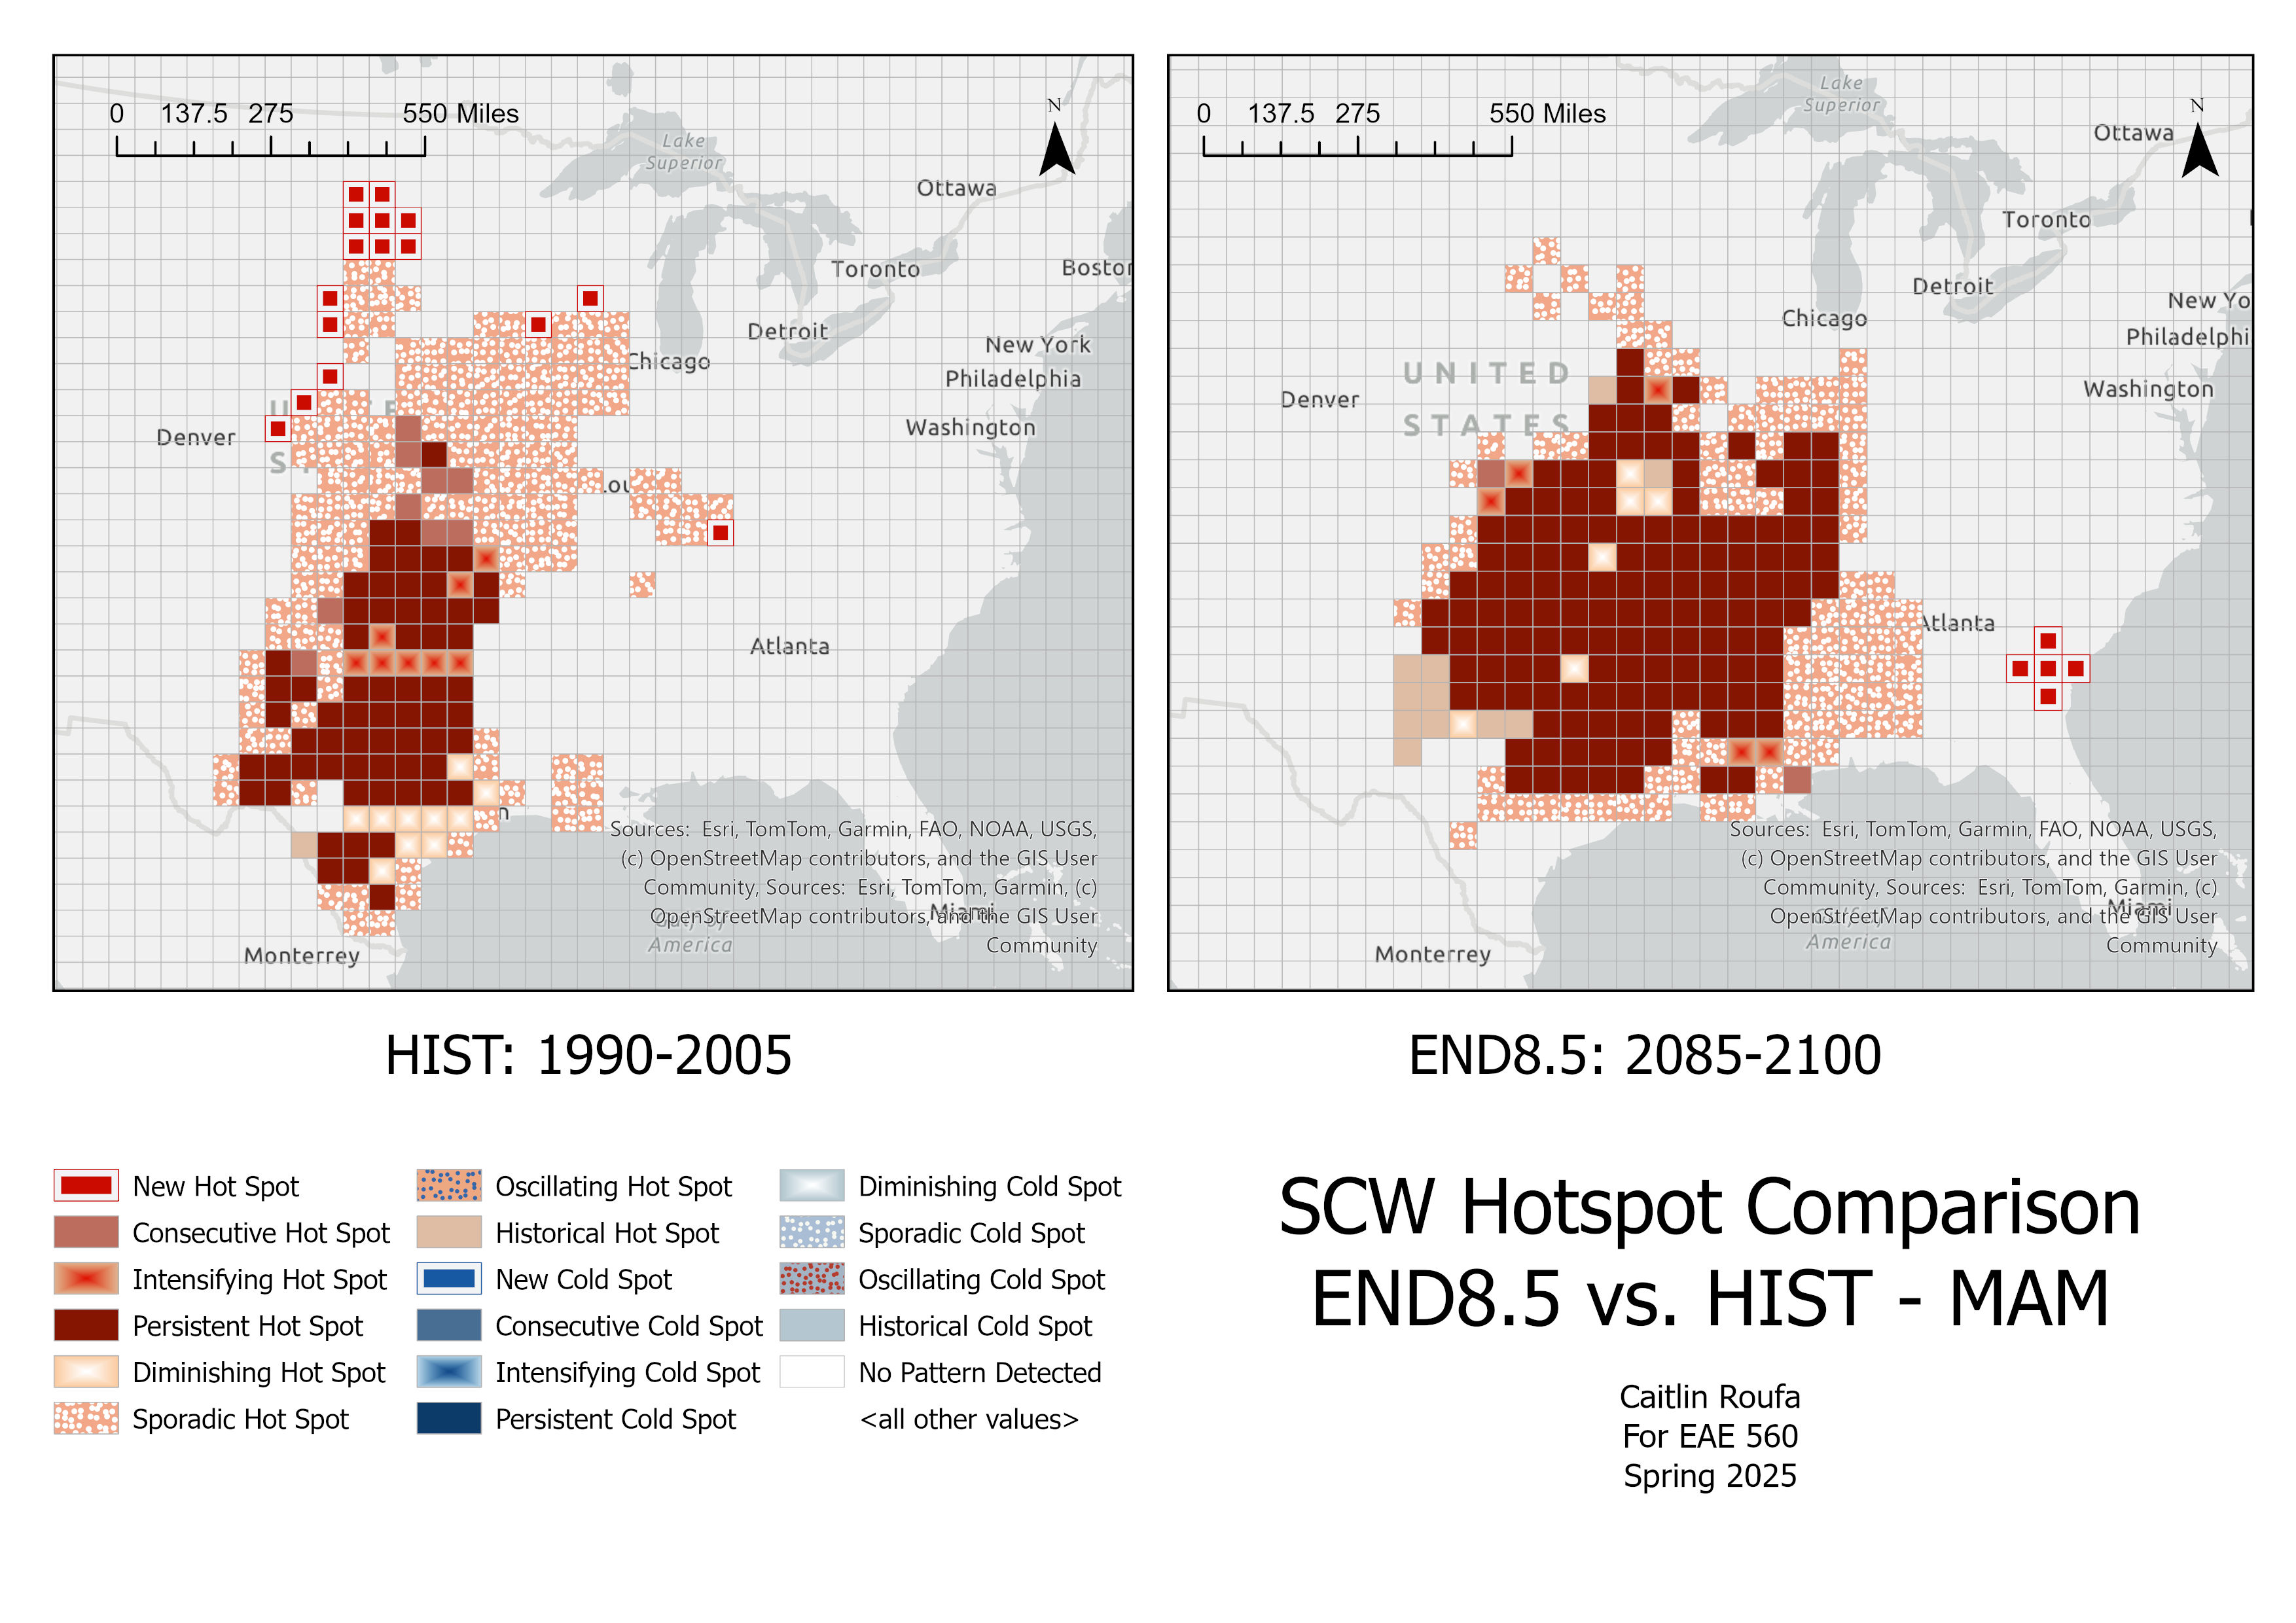 0 137.5 275 550 Miles
N
Lake
Superior
Ottawa
Toronto
Boston
Detroit
Chicago
New York
Philadelphia
Denver
Washington
Atlanta
Sources: Esri, TomTom, Garmin, FAO, NOAA, USGS,
(c) OpenStreetMap contributors, and the GIS User
Community, Sources: Esri, TomTom, Garmin, (c)
OpenStreetMap contributors, and the GIS User
Community
Miami
Gulf of
America
Monterrey
0 137.5 275 550 Miles
N
Lake
Superior
Ottawa
Toronto
Detroit
New Yo
Chicago
Philadelphi
UNITED
STATES
Denver
Washington
Atlanta
Sources: Esri, TomTom, Garmin, FAO, NOAA, USGS,
(c) OpenStreetMap contributors, and the GIS User
Community, Sources: Esri, TomTom, Garmin, (c)
OpenStreetMap contributors, and the GIS User
Community
Miami
America
Monterrey
HIST: 1990-2005
END8.5: 2085-2100
New Hot Spot
Consecutive Hot Spot
Intensifying Hot Spot
Persistent Hot Spot
Diminishing Hot Spot
Sporadic Hot Spot
Oscillating Hot Spot
Historical Hot Spot
New Cold Spot
Consecutive Cold Spot
Intensifying Cold Spot
Persistent Cold Spot
Diminishing Cold Spot
Sporadic Cold Spot
Oscillating Cold Spot
Historical Cold Spot
No Pattern Detected
<all other values>
SCW Hotspot Comparison
END8.5 vs. HIST - MAM
Caitlin Roufa
For EAE 560
Spring 2025